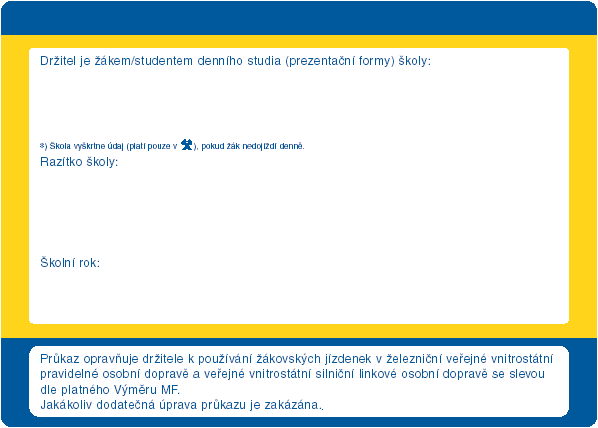 Držitel je žákem/studentem denního studia (prezentační formy) školy:
*) Škola vyškrtne údaj (platí pouze v ⚒), pokud žák nedojíždí denně.
Razítko školy:
Školní rok:
Průkaz opravňuje držitele k používání žákovských jízdenek v železniční veřejné vnitrostátní
pravidelné osobní dopravě a veřejné vnitrostátní silniční linkové osobní dopravě se slevou
dle platného Výměru MF.
Jakákoliv dodatečná úprava průkazu je zakázána..